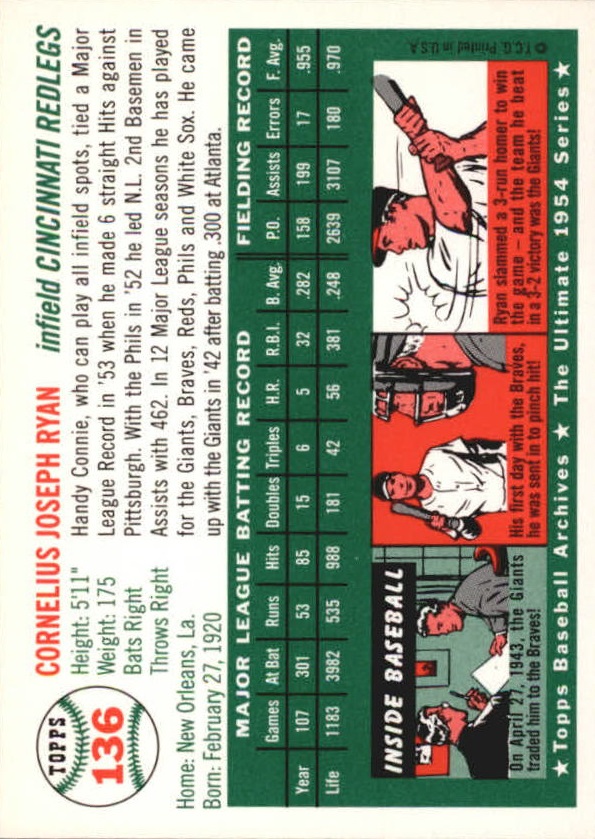 TOPPS
136
CORNELIUS JOSEPH RYAN infield CINCINNATI REDLEGS
Height: 5'11"
Weight: 175
Bats Right
Throws Right
Home: New Orleans, La.
Born: February 27, 1920
Handy Connie, who can play all infield spots, tied a Major
League Record in '53 when he made 6 straight Hits against
Pittsburgh. With the Phils in '52 he led N.L. 2nd Basemen in
Assists with 462. In 12 Major League seasons he has played
for the Giants, Braves, Reds, Phils and White Sox. He came
up with the Giants in '42 after batting .300 at Atlanta.
MAJOR LEAGUE BATTING RECORD FIELDING RECORD
Games At Bat Runs Hits Doubles Triples H.R. R.B.I. B. Avg. P.O. Assists Errors F. Avg.
Year 107 301 53 85 15 6 5 32 .282 158 199 17 .955
Life 1183 3982 535 988 181 42 56 381 .248 2639 3107 180 .970
INSIDE BASEBALL
On April 27, 1943, the Giants
traded him to the Braves!
His first day with the Braves,
he was sent in to pinch hit!
Ryan slammed a 3-run homer to win
the game – and the team he beat
in a 3-2 victory was the Giants!
★Topps Baseball Archives ★ The Ultimate 1954 Series★
© T.C.G. Printed in U.S.A.